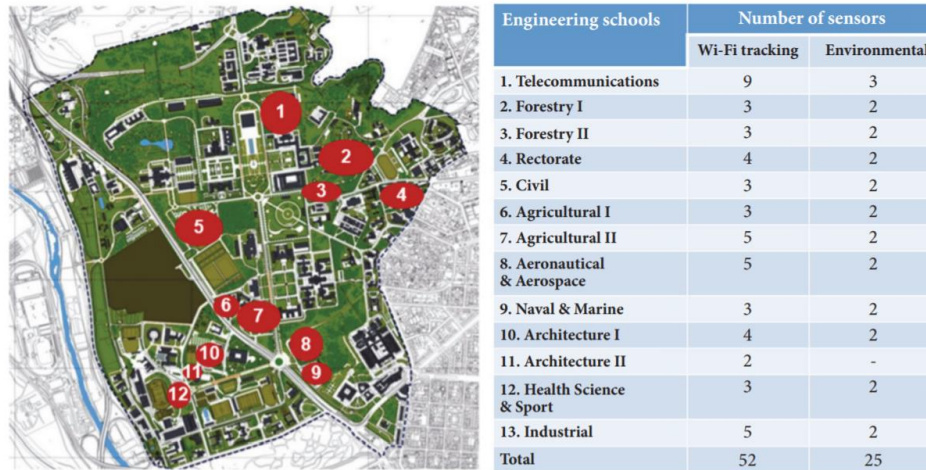 1
2
3
4
5
6
7
8
9
10
11
12
Engineering schools Number of sensors
Wi-Fi tracking Environmental
1. Telecommunications 9 3
2. Forestry I 3 2
3. Forestry II 3 2
4. Rectorate 4 2
5. Civil 3 2
6. Agricultural I 3 2
7. Agricultural II 5 2
8. Aeronautical 5 2
& Aerospace
9. Naval & Marine 3 2
10. Architecture I 4 2
11. Architecture II 2 -
12. Health Science 3 2
& Sport
13. Industrial 5 2
Total 52 25